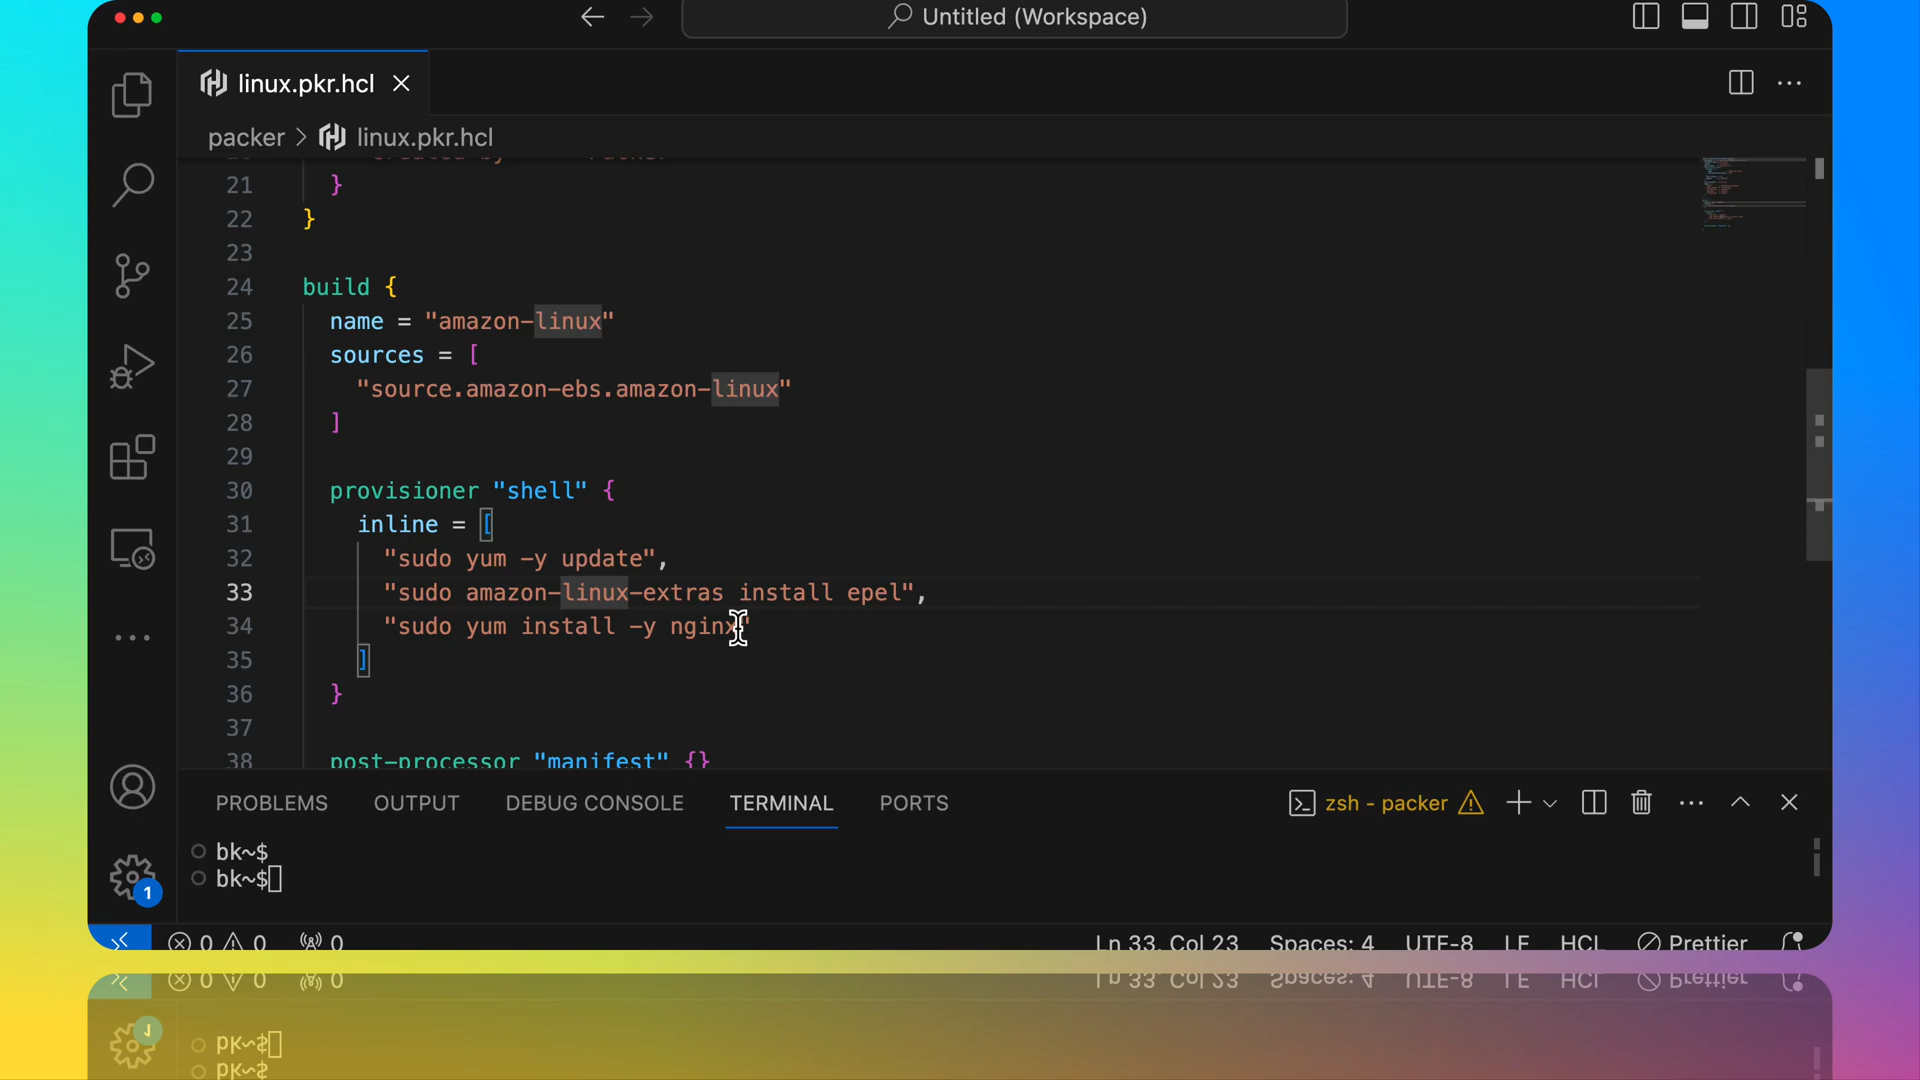 Untitled (Workspace)
linux.pkr.hcl
packer > linux.pkr.hcl
21 }
22 }
23
24 build {
25 name = "amazon-linux"
26 sources = [
27 "source.amazon-ebs.amazon-linux"
28 ]
29
30 provisioner "shell" {
31 inline = [
32 "sudo yum -y update",
33 "sudo amazon-linux-extras install epel",
34 "sudo yum install -y nginx"
35 ]
36 }
37
38 post-processor "manifest" {}
PROBLEMS OUTPUT DEBUG CONSOLE TERMINAL PORTS zsh - packer
bk~$
bk~$
1
0 0 0 Ln 33, Col 23 Spaces: 4 UTF-8 LF HCL Prettier